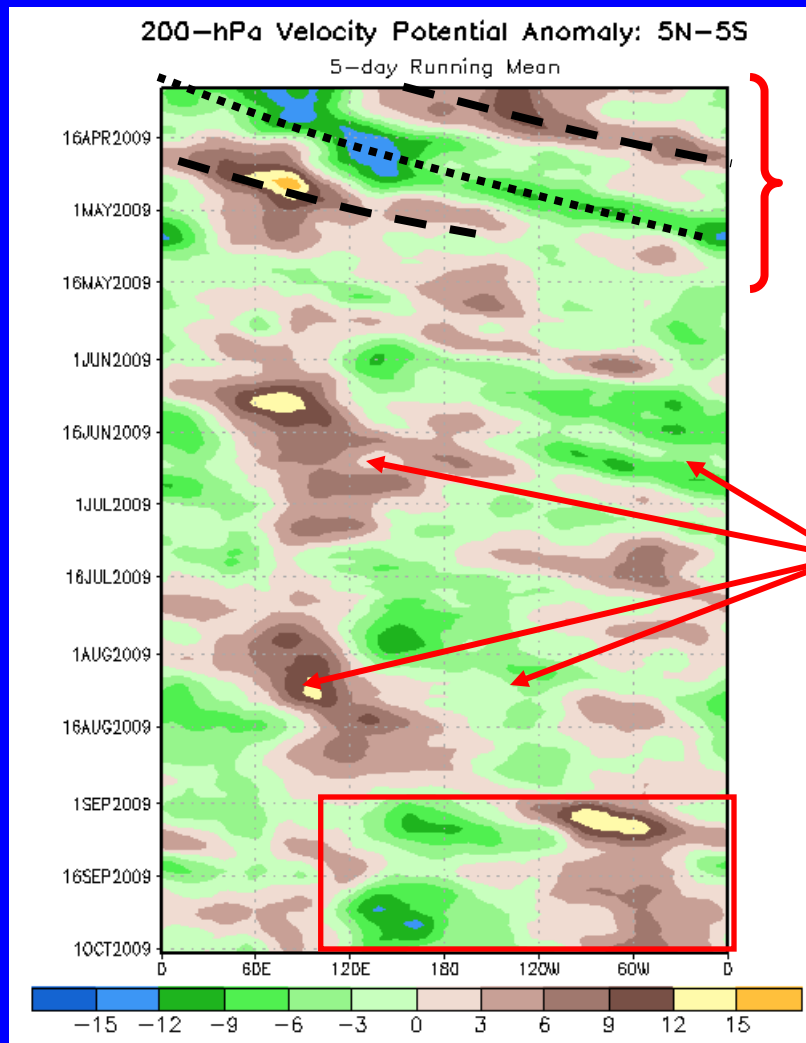 200-hPa Velocity Potential Anomaly: 5N-5S
5-day Running Mean
16APR2009
1MAY2009
16MAY2009
1JUN2009
16JUN2009
1JUL2009
16JUL2009
1AUG2009
16AUG2009
1SEP2009
16SEP2009
1OCT2009
0 60E 120E 180 120W 60W 0
-15 -12 -9 -6 -3 0 3 6 9 12 15